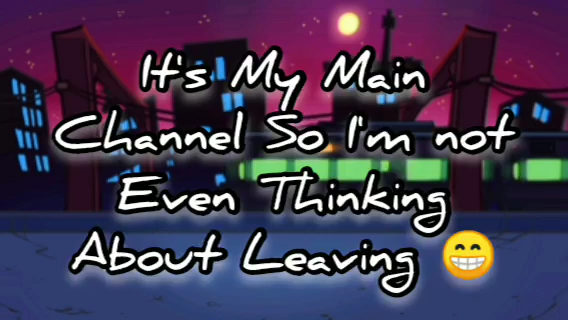 It's My Main
Channel So I'm not
Even Thinking
About Leaving 😁